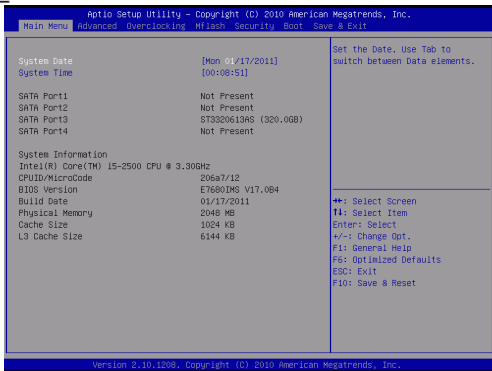 Aptio Setup Utility – Copyright (C) 2010 American Megatrends, Inc.
Main Menu Advanced Overclocking Mflash Security Boot Save & Exit
System Date [Mon 01/17/2011]
System Time [00:08:51]
SATA Port1 Not Present
SATA Port2 Not Present
SATA Port3 ST3320613AS (320.0GB)
SATA Port4 Not Present
System Information
Intel(R) Core(TM) i5-2500 CPU @ 3.30GHz
CPUID/MicroCode 206a7/12
BIOS Version E7680IMS V17.0B4
Build Date 01/17/2011
Physical Memory 2048 MB
Cache Size 1024 KB
L3 Cache Size 6144 KB
Set the Date. Use Tab to
switch between Data elements.
→←: Select Screen
↑↓: Select Item
Enter: Select
+/-: Change Opt.
F1: General Help
F6: Optimized Defaults
ESC: Exit
F10: Save & Reset
Version 2.10.1208. Copyright (C) 2010 American Megatrends, Inc.